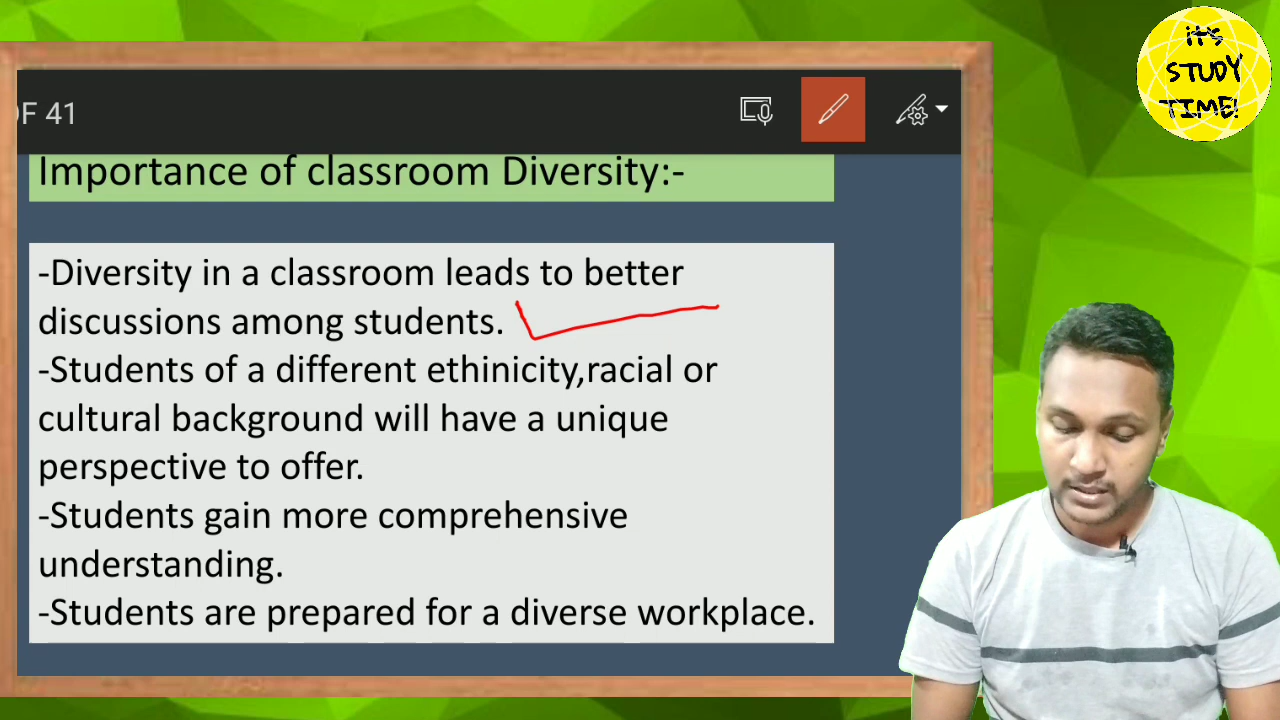 F 41
IT'S
STUDY
TIME!
Importance of classroom Diversity:-
-Diversity in a classroom leads to better
discussions among students.
-Students of a different ethinicity,racial or
cultural background will have a unique
perspective to offer.
-Students gain more comprehensive
understanding.
-Students are prepared for a diverse workplace.